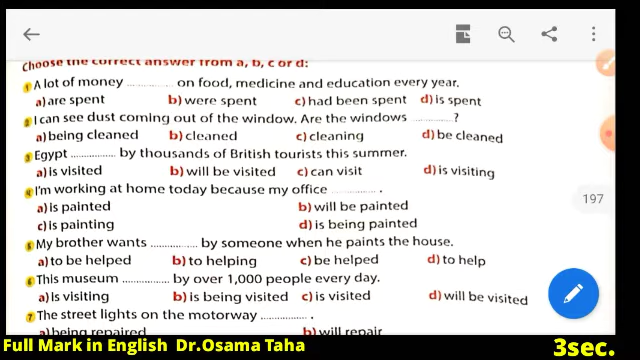 Choose the correct answer from a, b, c or d:
1 A lot of money ............ on food, medicine and education every year.
a) are spent b) were spent c) had been spent d) is spent
2 I can see dust coming out of the window. Are the windows ............ ?
a) being cleaned b) cleaned c) cleaning d) be cleaned
3 Egypt ............ by thousands of British tourists this summer.
a) is visited b) will be visited c) can visit d) is visiting
4 I'm working at home today because my office ............ .
a) is painted b) will be painted
c) is painting d) is being painted
197
5 My brother wants ............ by someone when he paints the house.
a) to be helped b) to helping c) be helped d) to help
6 This museum ............ by over 1,000 people every day.
a) is visiting b) is being visited c) is visited d) will be visited
7 The street lights on the motorway ............ .
a) being repaired b) will repair
Full Mark in English Dr.Osama Taha
3sec.